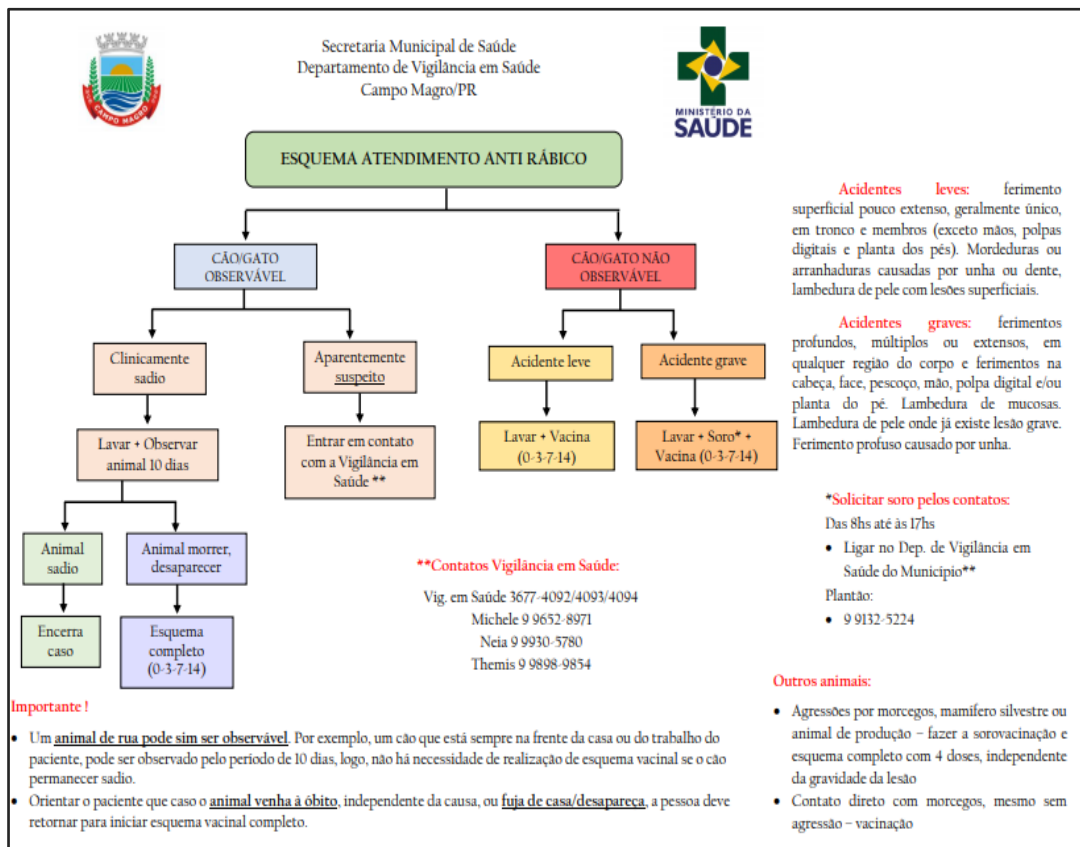 Secretaria Municipal de Saúde
Departamento de Vigilância em Saúde
Campo Magro/PR
CAMPO MAGRO
MINISTÉRIO DA
SAÚDE
ESQUEMA ATENDIMENTO ANTI RÁBICO
CÃO/GATO
OBSERVÁVEL
CÃO/GATO NÃO
OBSERVÁVEL
Clinicamente
sadio
Aparentemente
suspeito
Acidente leve
Acidente grave
Lavar + Observar
animal 10 dias
Entrar em contato
com a Vigilância em
Saúde **
Lavar + Vacina
(0-3-7-14)
Lavar + Soro* +
Vacina (0-3-7-14)
Animal
sadio
Animal morrer,
desaparecer
Encerra
caso
Esquema
completo
(0-3-7-14)
**Contatos Vigilância em Saúde:
Vig. em Saúde 3677-4092/4093/4094
Michele 9 9652-8971
Neia 9 9930-5780
Themis 9 9898-9854
Acidentes leves: ferimento
superficial pouco extenso, geralmente único,
em tronco e membros (exceto mãos, polpas
digitais e planta dos pés). Mordeduras ou
arranhaduras causadas por unha ou dente,
lambedura de pele com lesões superficiais.
Acidentes graves: ferimentos
profundos, múltiplos ou extensos, em
qualquer região do corpo e ferimentos na
cabeça, face, pescoço, mão, polpa digital e/ou
planta do pé. Lambedura de mucosas.
Lambedura de pele onde já existe lesão grave.
Ferimento profuso causado por unha.
*Solicitar soro pelos contatos:
Das 8hs até às 17hs
• Ligar no Dep. de Vigilância em
Saúde do Município**
Plantão:
• 9 9132-5224
Importante !
• Um animal de rua pode sim ser observável. Por exemplo, um cão que está sempre na frente da casa ou do trabalho do
paciente, pode ser observado pelo periodo de 10 dias, logo, não há necessidade de realização de esquema vacinal se o cão
permanecer sadio.
• Orientar o paciente que caso o animal venha à óbito, independente da causa, ou fuja de casa/desapareça, a pessoa deve
retornar para iniciar esquema vacinal completo.
Outros animais:
• Agressões por morcegos, mamífero silvestre ou
animal de produção – fazer a sorovacinação e
esquema completo com 4 doses, independente
da gravidade da lesão
• Contato direto com morcegos, mesmo sem
agressão – vacinação